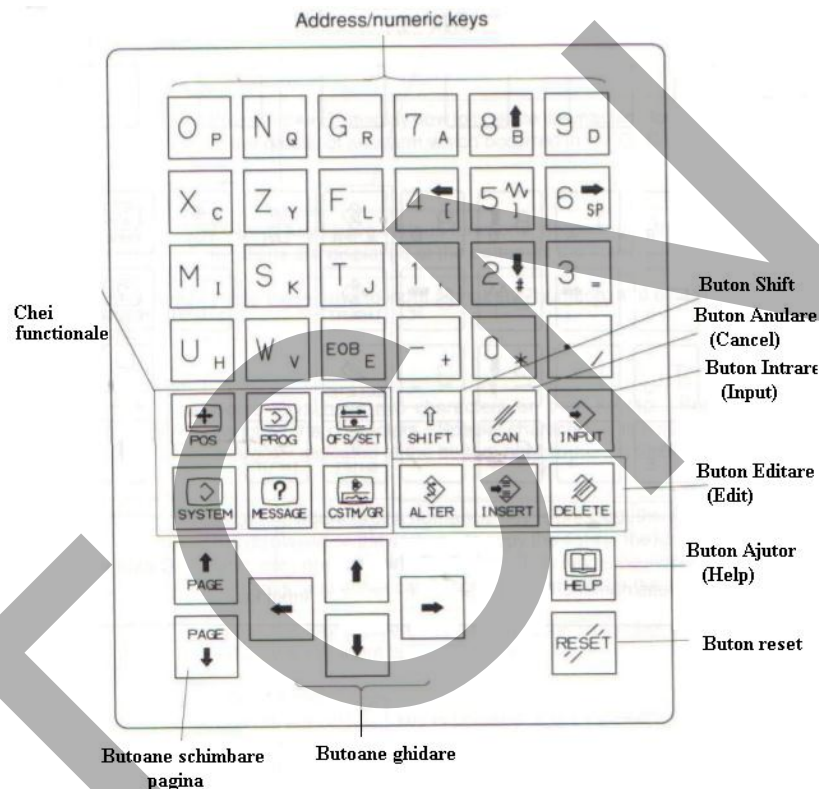 Address/numeric keys
O P N Q G R 7 A 8 B 9 D
X C Z Y F L 4 [ 5 ] 6 SP
M I S K T J 1 , 2 # 3 =
U H W V EOB E - + 0 * . /
POS PROG OFS/SET SHIFT CAN INPUT
SYSTEM MESSAGE CSTM/GR ALTER INSERT DELETE
PAGE
HELP
PAGE
RESET
Chei
functionale
Buton Shift
Buton Anulare
(Cancel)
Buton Intrare
(Input)
Buton Editare
(Edit)
Buton Ajutor
(Help)
Buton reset
Butoane schimbare
pagina
Butoane ghidare